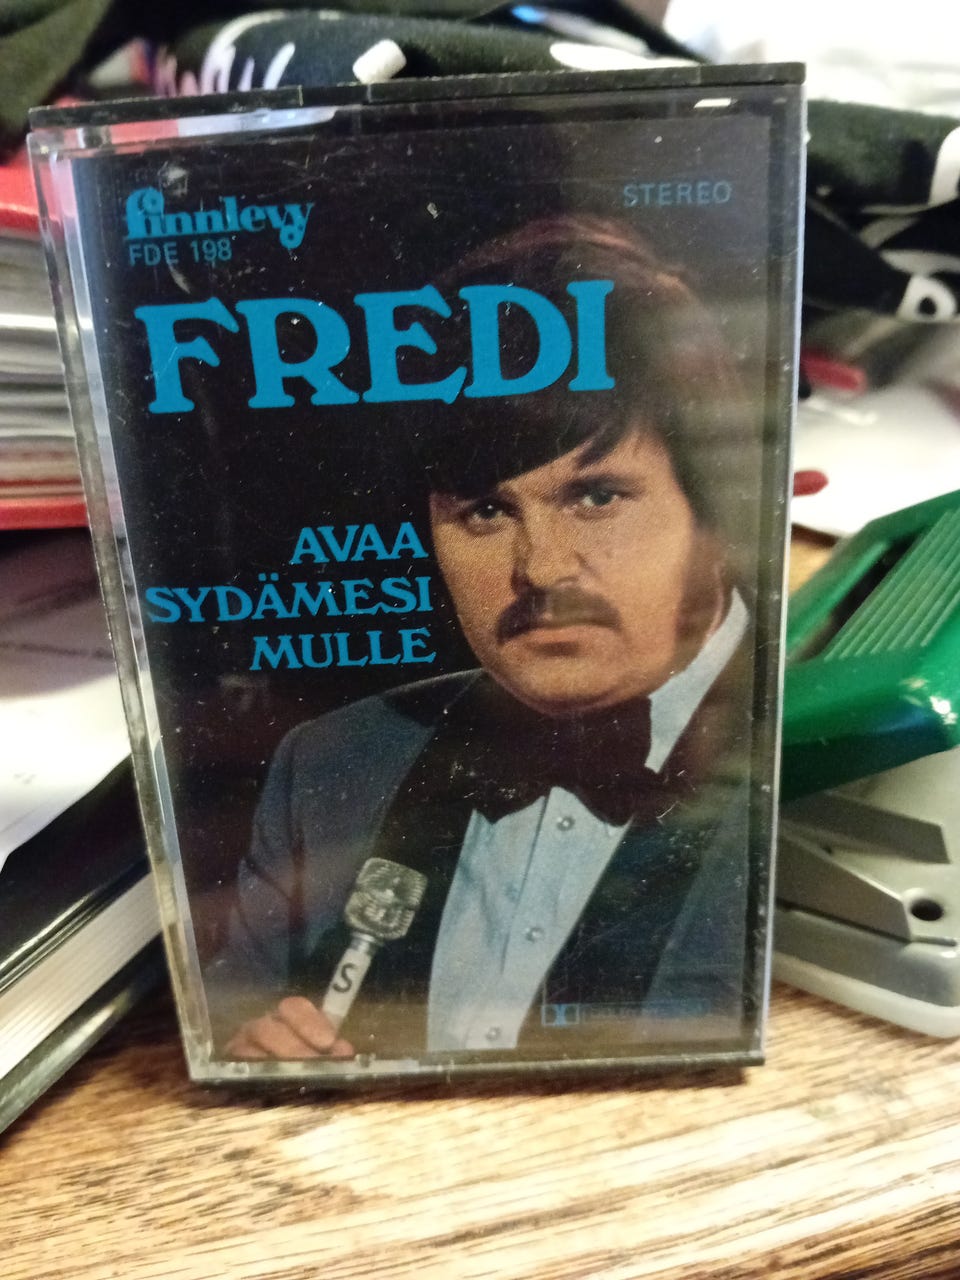 finnlevy
STEREO
FDE 198
FREDI
AVAA
SYDÄMESI
MULLE
S